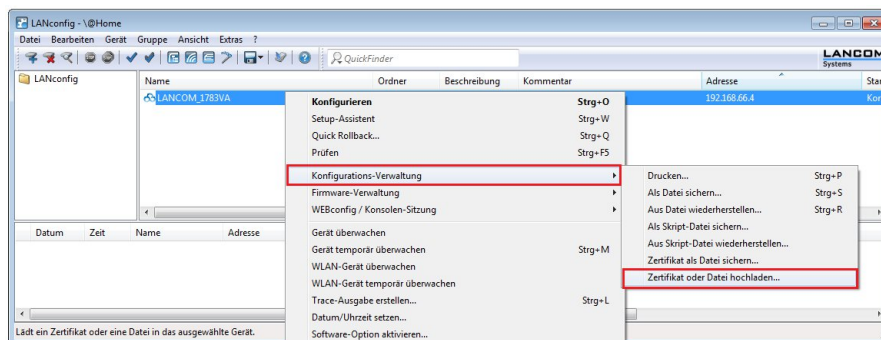 LANconfig - \@Home
Datei Bearbeiten Gerät Gruppe Ansicht Extras ?
QuickFinder
LANCOM
Systems
LANconfig
Name Ordner Beschreibung Kommentar Adresse
LANCOM_1783VA 192.168.66.4
Konfigurieren Strg+O
Setup-Assistent Strg+W
Quick Rollback... Strg+Q
Prüfen Strg+F5
Konfigurations-Verwaltung
Firmware-Verwaltung
WEBconfig / Konsolen-Sitzung
Gerät überwachen
Gerät temporär überwachen Strg+M
WLAN-Gerät überwachen
WLAN-Gerät temporär überwachen
Trace-Ausgabe erstellen... Strg+L
Datum/Uhrzeit setzen...
Software-Option aktivieren...
Drucken... Strg+P
Als Datei sichern... Strg+S
Aus Datei wiederherstellen... Strg+R
Als Skript-Datei sichern...
Aus Skript-Datei wiederherstellen...
Zertifikat als Datei sichern...
Zertifikat oder Datei hochladen...
Datum Zeit Name Adresse
Lädt ein Zertifikat oder eine Datei in das ausgewählte Gerät.